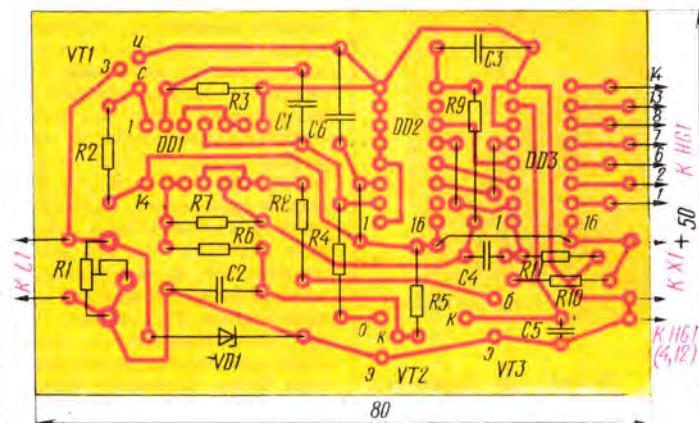 VT1
и
з
с
R3
C1
C6
C3
14
13
8
7
6
2
1
К HG1
R2
1
DD1
DD2
R9
DD3
14
R7
R8
R6
R4
1
16
1
16
+
50
К L1
R1
C2
C4
R11
R10
К X1
R5
б
VD1
к
к
C5
К HG1
(4,12)
э
VT2
э
VT3
80